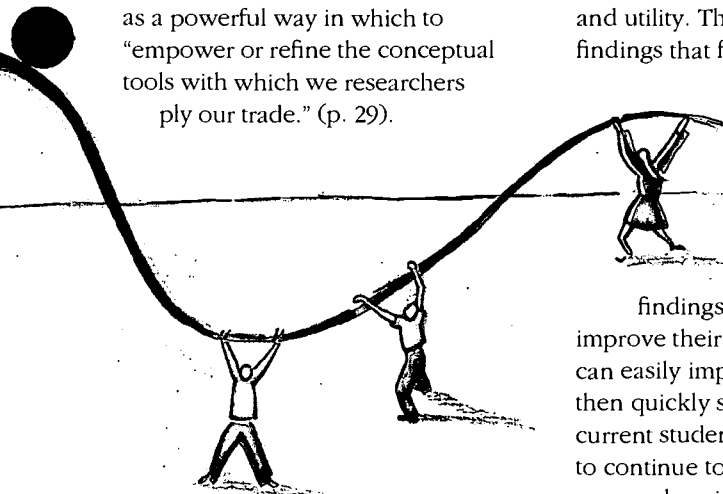 as a powerful way in which to
“empower or refine the conceptual
tools with which we researchers
ply our trade.” (p. 29).
and utility. Th
findings that f
findings
improve their
can easily imp
then quickly s
current studen
to continue to